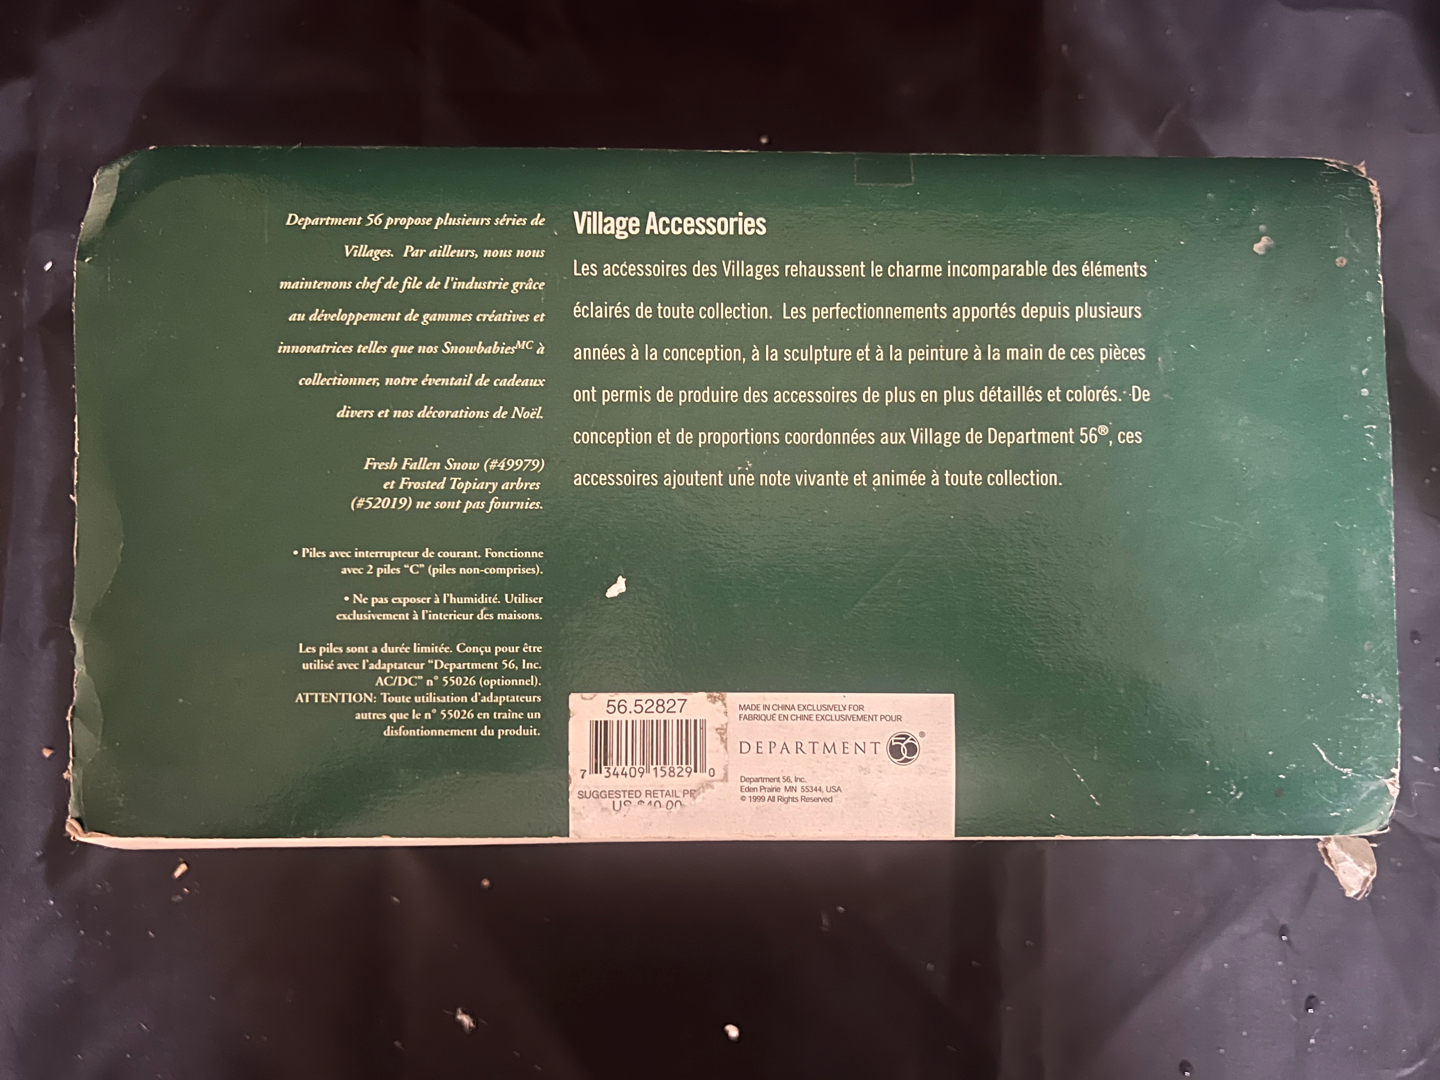 Department 56 propose plusieurs séries de
Villages. Par ailleurs, nous nous
maintenons chef de file de l'industrie grâce
au développement de gammes créatives et
innovatrices telles que nos Snowbabies MC à
collectionner, notre éventail de cadeaux
divers et nos décorations de Noël.
Fresh Fallen Snow (#49979)
et Frosted Topiary arbres
(#52019) ne sont pas fournies.
• Piles avec interrupteur de courant. Fonctionne
avec 2 piles "C" (piles non-comprises).
• Ne pas exposer à l'humidité. Utiliser
exclusivement à l'interieur des maisons.
Les piles sont a durée limitée. Conçu pour être
utilisé avec l'adaptateur "Department 56, Inc.
AC/DC" n° 55026 (optionnel).
ATTENTION: Toute utilisation d'adaptateurs
autres que le n° 55026 en traîne un
disfontionnement du produit.
Village Accessories
Les accessoires des Villages rehaussent le charme incomparable des éléments
éclairés de toute collection. Les perfectionnements apportés depuis plusieurs
années à la conception, à la sculpture et à la peinture à la main de ces pièces
ont permis de produire des accessoires de plus en plus détaillés et colorés. De
conception et de proportions coordonnées aux Village de Department 56®, ces
accessoires ajoutent une note vivante et animée à toute collection.
56.52827
7 34409 15829 0
SUGGESTED RETAIL PR
US $40.00
MADE IN CHINA EXCLUSIVELY FOR
FABRIQUÉ EN CHINE EXCLUSIVEMENT POUR
DEPARTMENT 56®
Department 56, Inc.
Eden Prairie MN 55344, USA
© 1999 All Rights Reserved